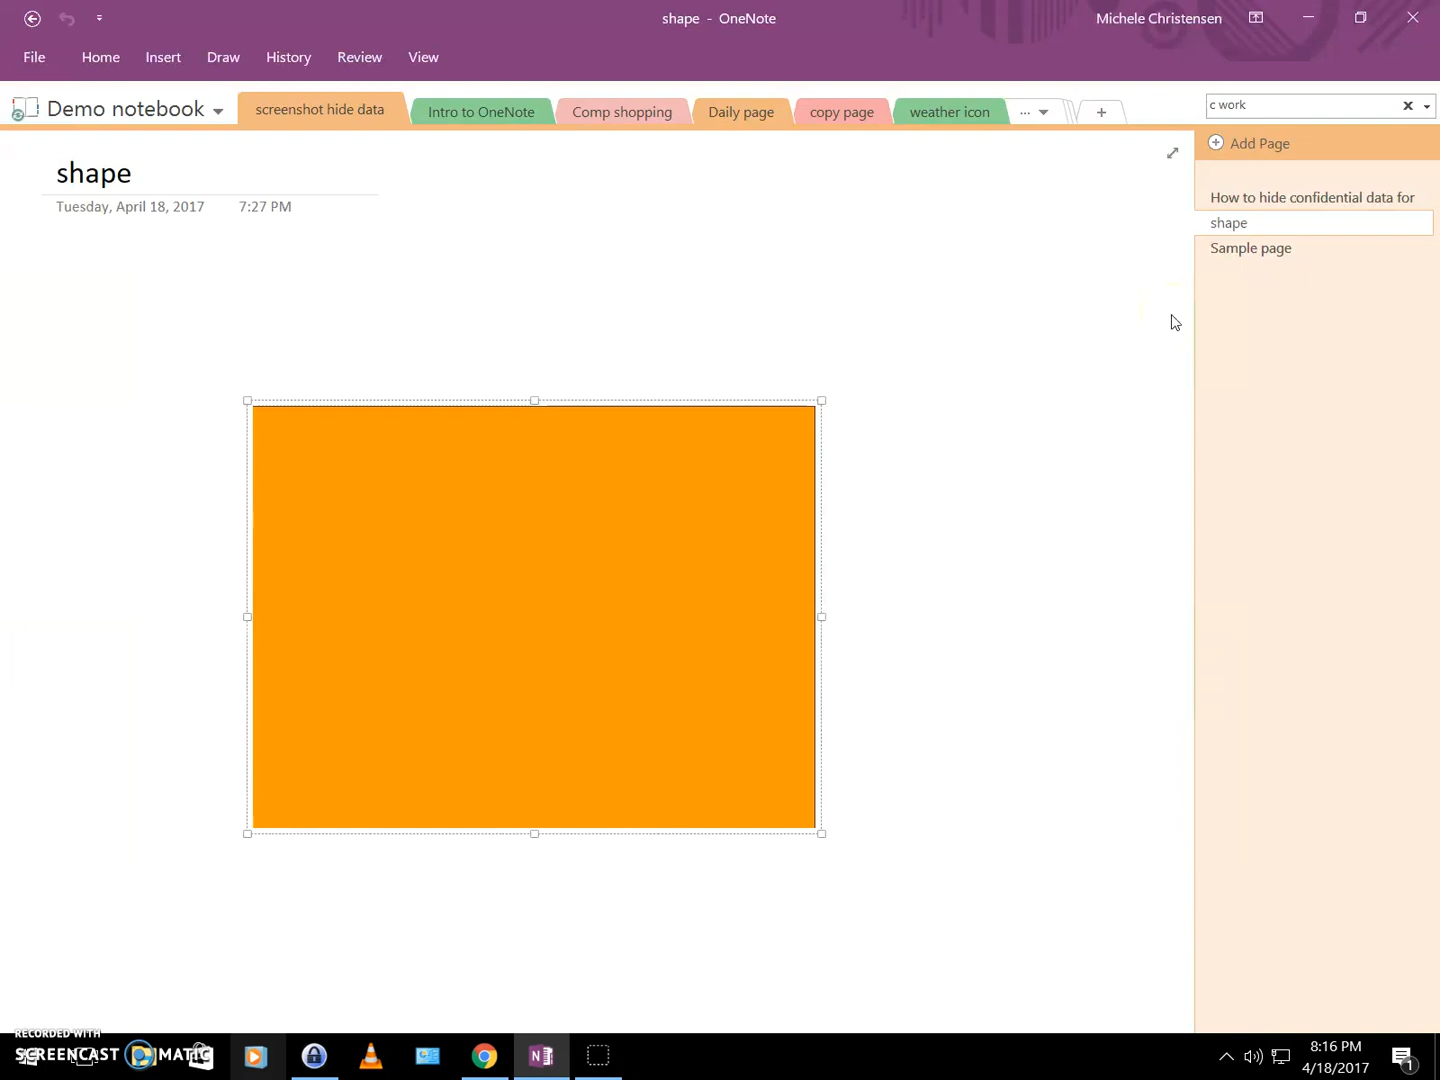 shape - OneNote
Michele Christensen
File Home Insert Draw History Review View
Demo notebook
screenshot hide data
Intro to OneNote
Comp shopping
Daily page
copy page
weather icon
...
c work
Add Page
shape
Tuesday, April 18, 2017 7:27 PM
How to hide confidential data for
shape
Sample page
RECORDED WITH
SCREENCAST MATIC
8:16 PM
4/18/2017
1